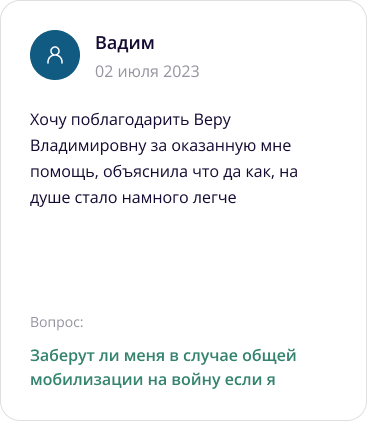 Вадим
02 июля 2023
Хочу поблагодарить Веру
Владимировну за оказанную мне
помощь, объяснила что да как, на
душе стало намного легче
Вопрос:
Заберут ли меня в случае общей
мобилизации на войну если я